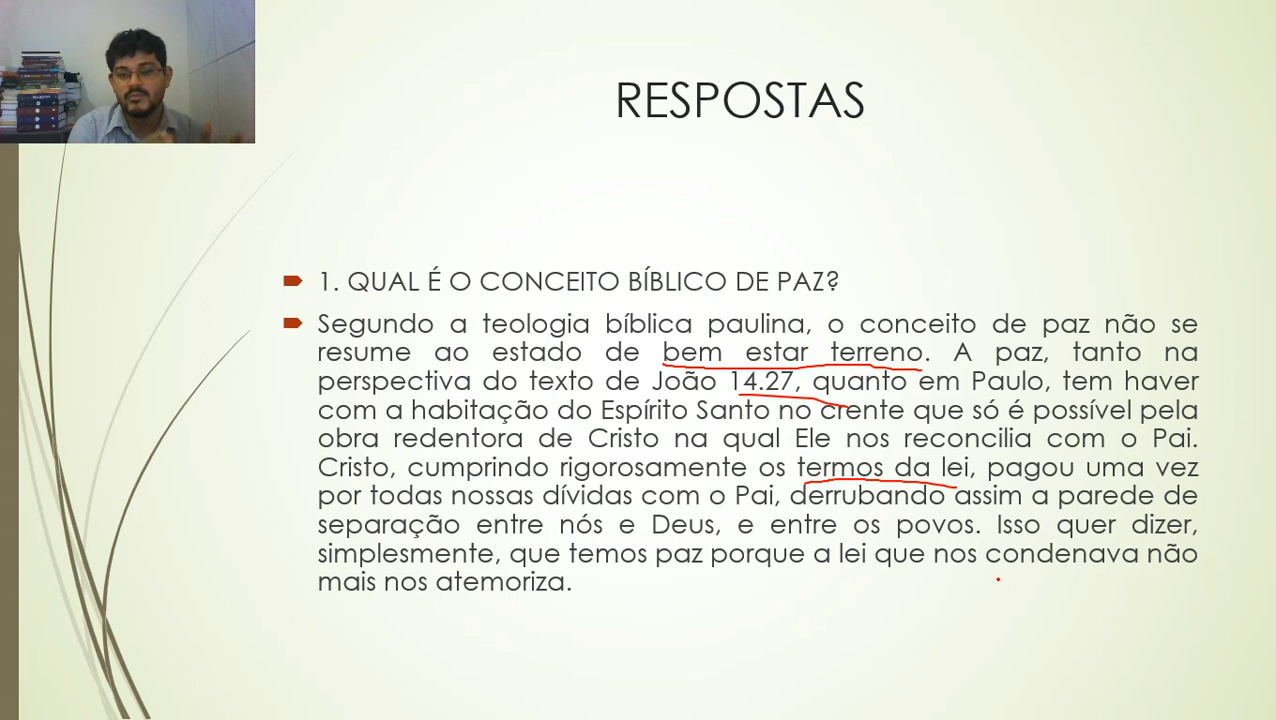 RESPOSTAS
1. QUAL É O CONCEITO BÍBLICO DE PAZ?
Segundo a teologia bíblica paulina, o conceito de paz não se
resume ao estado de bem estar terreno. A paz, tanto na
perspectiva do texto de João 14.27, quanto em Paulo, tem haver
com a habitação do Espírito Santo no crente que só é possível pela
obra redentora de Cristo na qual Ele nos reconcilia com o Pai.
Cristo, cumprindo rigorosamente os termos da lei, pagou uma vez
por todas nossas dívidas com o Pai, derrubando assim a parede de
separação entre nós e Deus, e entre os povos. Isso quer dizer,
simplesmente, que temos paz porque a lei que nos condenava não
mais nos atemoriza.